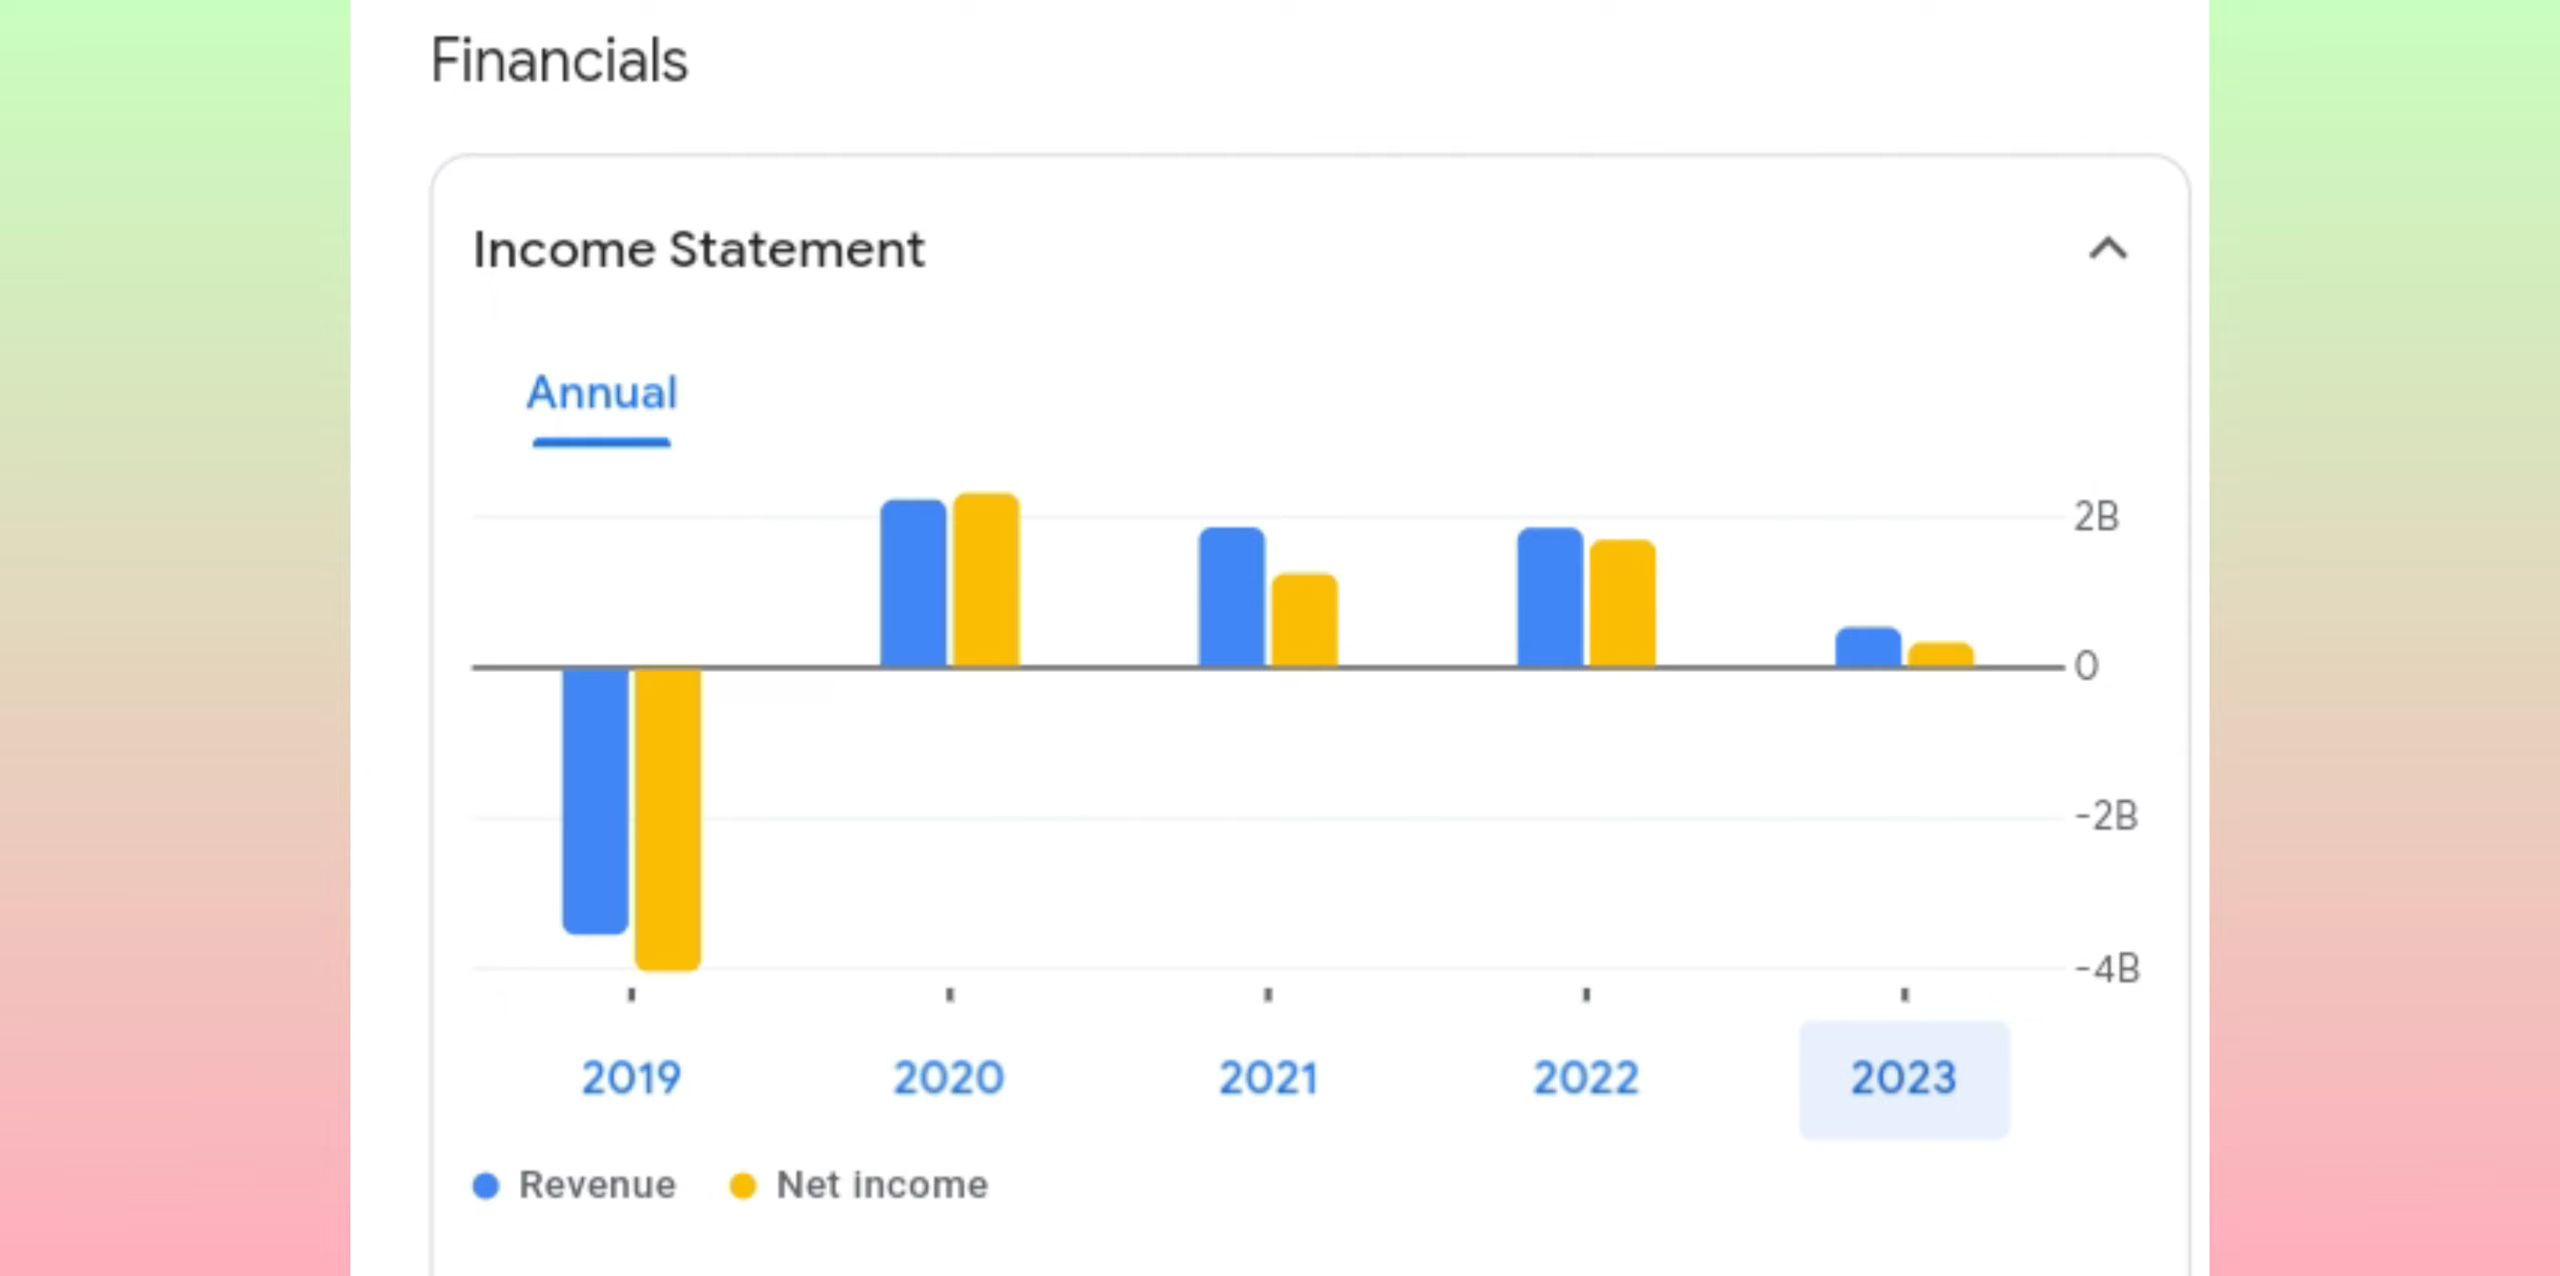 Financials
Income Statement
Annual
2B
0
-2B
-4B
2019 2020 2021 2022 2023
Revenue Net income